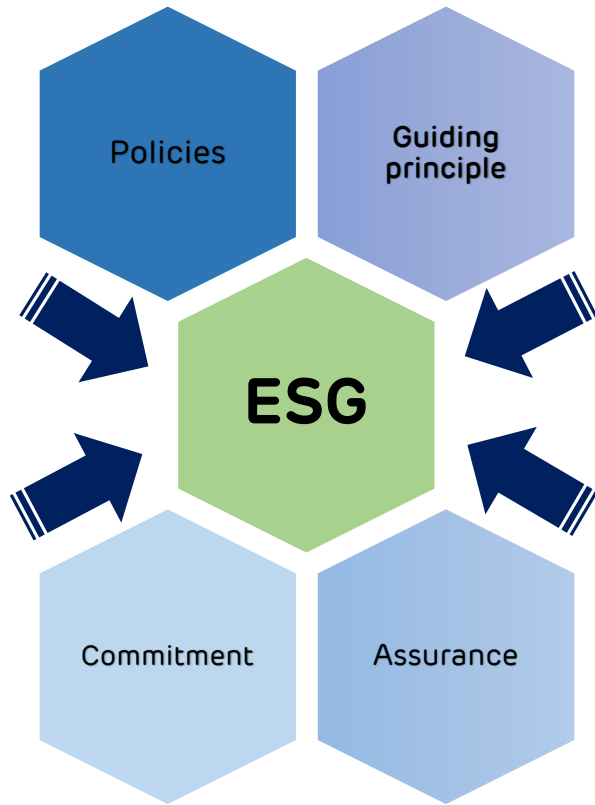 Policies
Guiding
principle
ESG
Commitment
Assurance